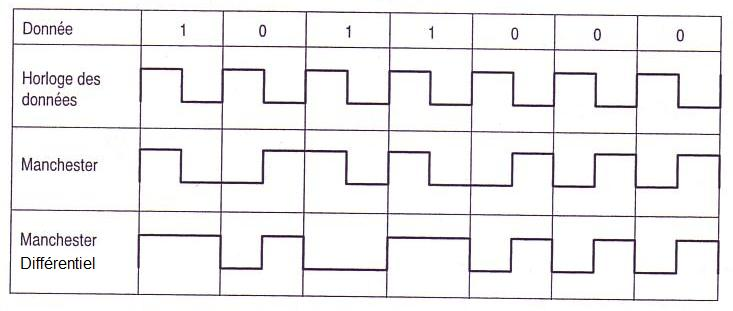 Donnée 1 0 1 1 0 0 0
Horloge des
données
Manchester
Manchester
Différentiel